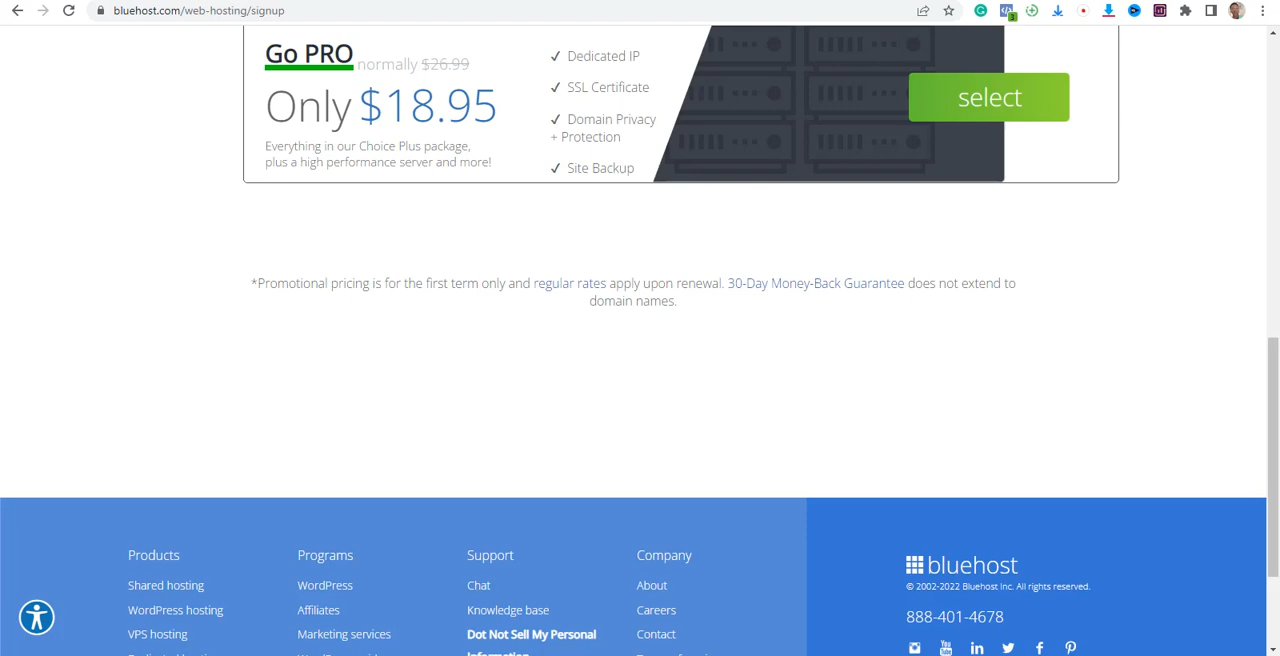 bluehost.com/web-hosting/signup
3
Go PRO normally $26.99
Only $18.95
Everything in our Choice Plus package,
plus a high performance server and more!
✓ Dedicated IP
✓ SSL Certificate
✓ Domain Privacy
+ Protection
✓ Site Backup
select
*Promotional pricing is for the first term only and regular rates apply upon renewal. 30-Day Money-Back Guarantee does not extend to
domain names.
Products
Shared hosting
WordPress hosting
VPS hosting
Programs
WordPress
Affiliates
Marketing services
Support
Chat
Knowledge base
Dot Not Sell My Personal
Information
Company
About
Careers
Contact
bluehost
© 2002-2022 Bluehost Inc. All rights reserved.
888-401-4678